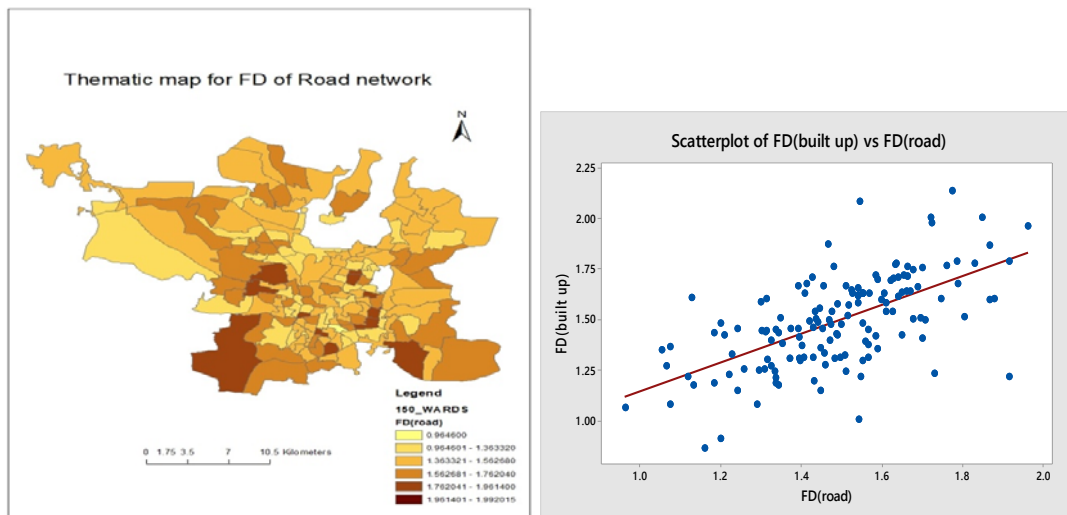 Thematic map for FD of Road network
N
Legend
150_WARDS
FD(road)
0.964600
0.964601 - 1.363320
1.363321 - 1.562680
1.562681 - 1.762040
1.762041 - 1.961400
1.961401 - 1.992015
0 1.75 3.5 7 10.5 Kilometers
Scatterplot of FD(built up) vs FD(road)
FD(built up)
2.25
2.00
1.75
1.50
1.25
1.00
1.0 1.2 1.4 1.6 1.8 2.0
FD(road)